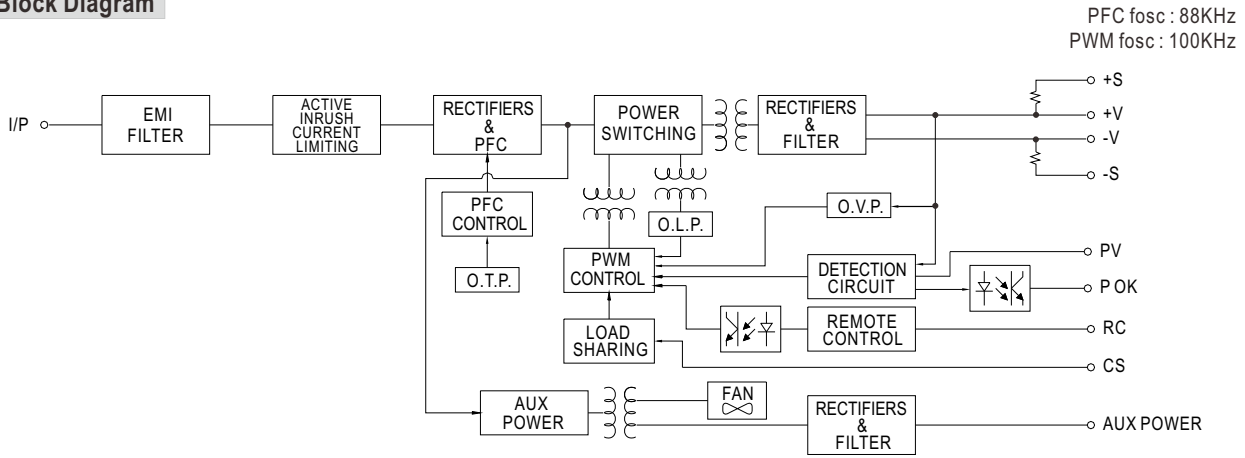 Block Diagram
PFC fosc : 88KHz
PWM fosc : 100KHz
I/P
EMI
FILTER
ACTIVE
INRUSH
CURRENT
LIMITING
RECTIFIERS
&
PFC
POWER
SWITCHING
RECTIFIERS
&
FILTER
+S
+V
-V
-S
PFC
CONTROL
O.L.P.
O.V.P.
O.T.P.
PWM
CONTROL
DETECTION
CIRCUIT
PV
P OK
LOAD
SHARING
REMOTE
CONTROL
RC
CS
AUX
POWER
FAN
RECTIFIERS
&
FILTER
AUX POWER